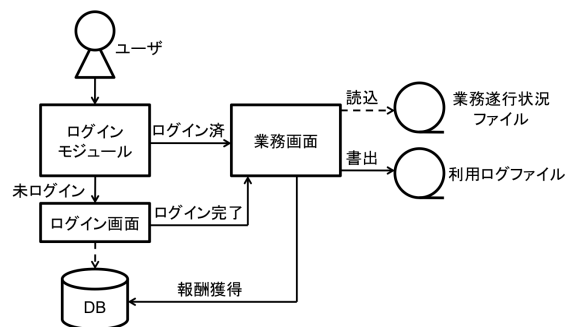 ユーザ
読込
業務遂行状況
ファイル
ログイン
モジュール
ログイン済
業務画面
書出
利用ログファイル
未ログイン
ログイン画面
ログイン完了
報酬獲得
DB